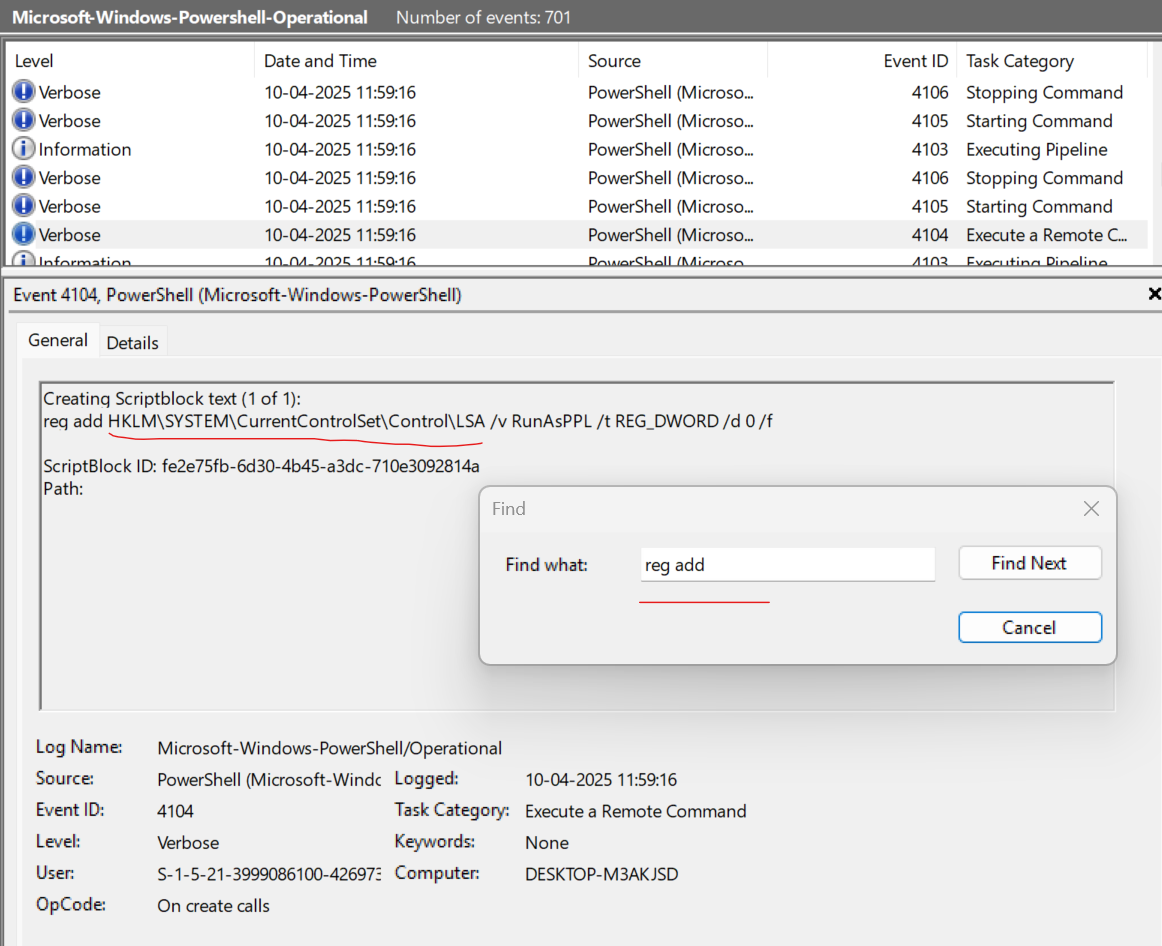 Microsoft-Windows-Powershell-Operational Number of events: 701
Level Date and Time Source Event ID Task Category
Verbose 10-04-2025 11:59:16 PowerShell (Microso... 4106 Stopping Command
Verbose 10-04-2025 11:59:16 PowerShell (Microso... 4105 Starting Command
Information 10-04-2025 11:59:16 PowerShell (Microso... 4103 Executing Pipeline
Verbose 10-04-2025 11:59:16 PowerShell (Microso... 4106 Stopping Command
Verbose 10-04-2025 11:59:16 PowerShell (Microso... 4105 Starting Command
Verbose 10-04-2025 11:59:16 PowerShell (Microso... 4104 Execute a Remote C...
Information 10-04-2025 11:59:16 PowerShell (Microso... 4103 Executing Pipeline
Event 4104, PowerShell (Microsoft-Windows-PowerShell)
General Details
Creating Scriptblock text (1 of 1):
reg add HKLM\SYSTEM\CurrentControlSet\Control\LSA /v RunAsPPL /t REG_DWORD /d 0 /f
ScriptBlock ID: fe2e75fb-6d30-4b45-a3dc-710e3092814a
Path:
Find
Find what: reg add Find Next
Cancel
Log Name: Microsoft-Windows-PowerShell/Operational
Source: PowerShell (Microsoft-Windc Logged: 10-04-2025 11:59:16
Event ID: 4104 Task Category: Execute a Remote Command
Level: Verbose Keywords: None
User: S-1-5-21-3999086100-426973 Computer: DESKTOP-M3AKJSD
OpCode: On create calls